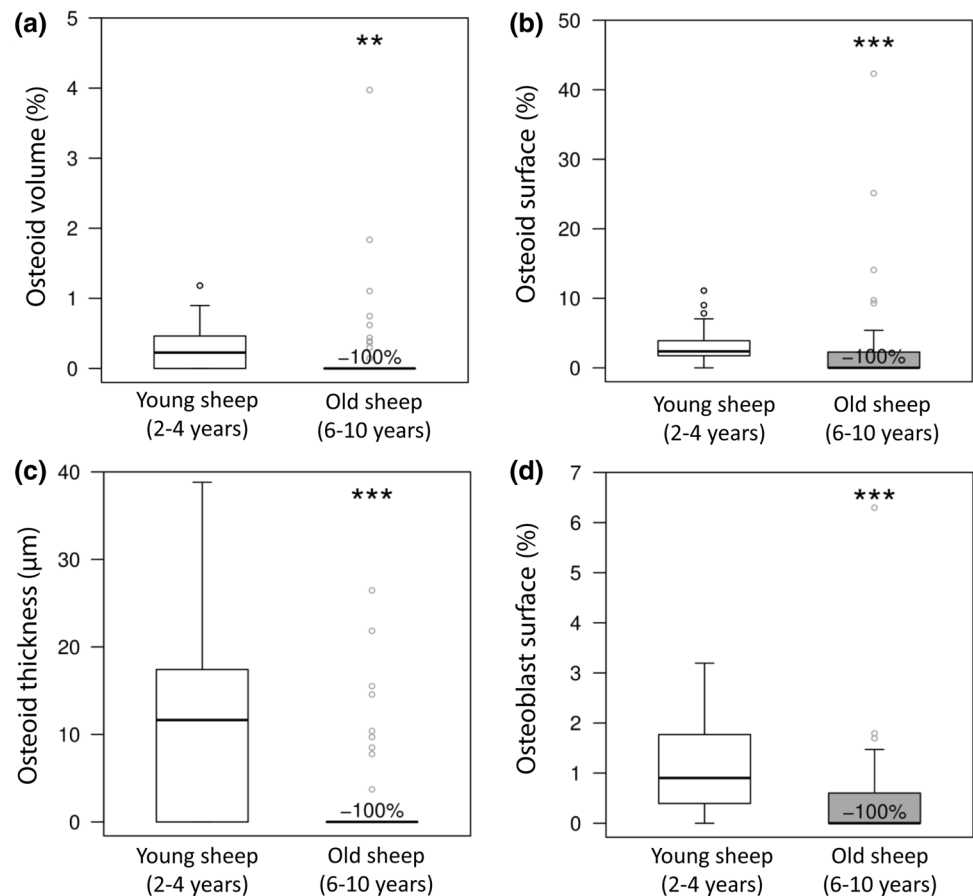 (a)
Osteoid volume (%)
5
4
3
2
1
0
**
−100%
Young sheep
(2-4 years)
Old sheep
(6-10 years)
(b)
Osteoid surface (%)
50
40
30
20
10
0
***
−100%
Young sheep
(2-4 years)
Old sheep
(6-10 years)
(c)
Osteoid thickness (µm)
40
30
20
10
0
***
−100%
Young sheep
(2-4 years)
Old sheep
(6-10 years)
(d)
Osteoblast surface (%)
7
6
5
4
3
2
1
0
***
−100%
Young sheep
(2-4 years)
Old sheep
(6-10 years)